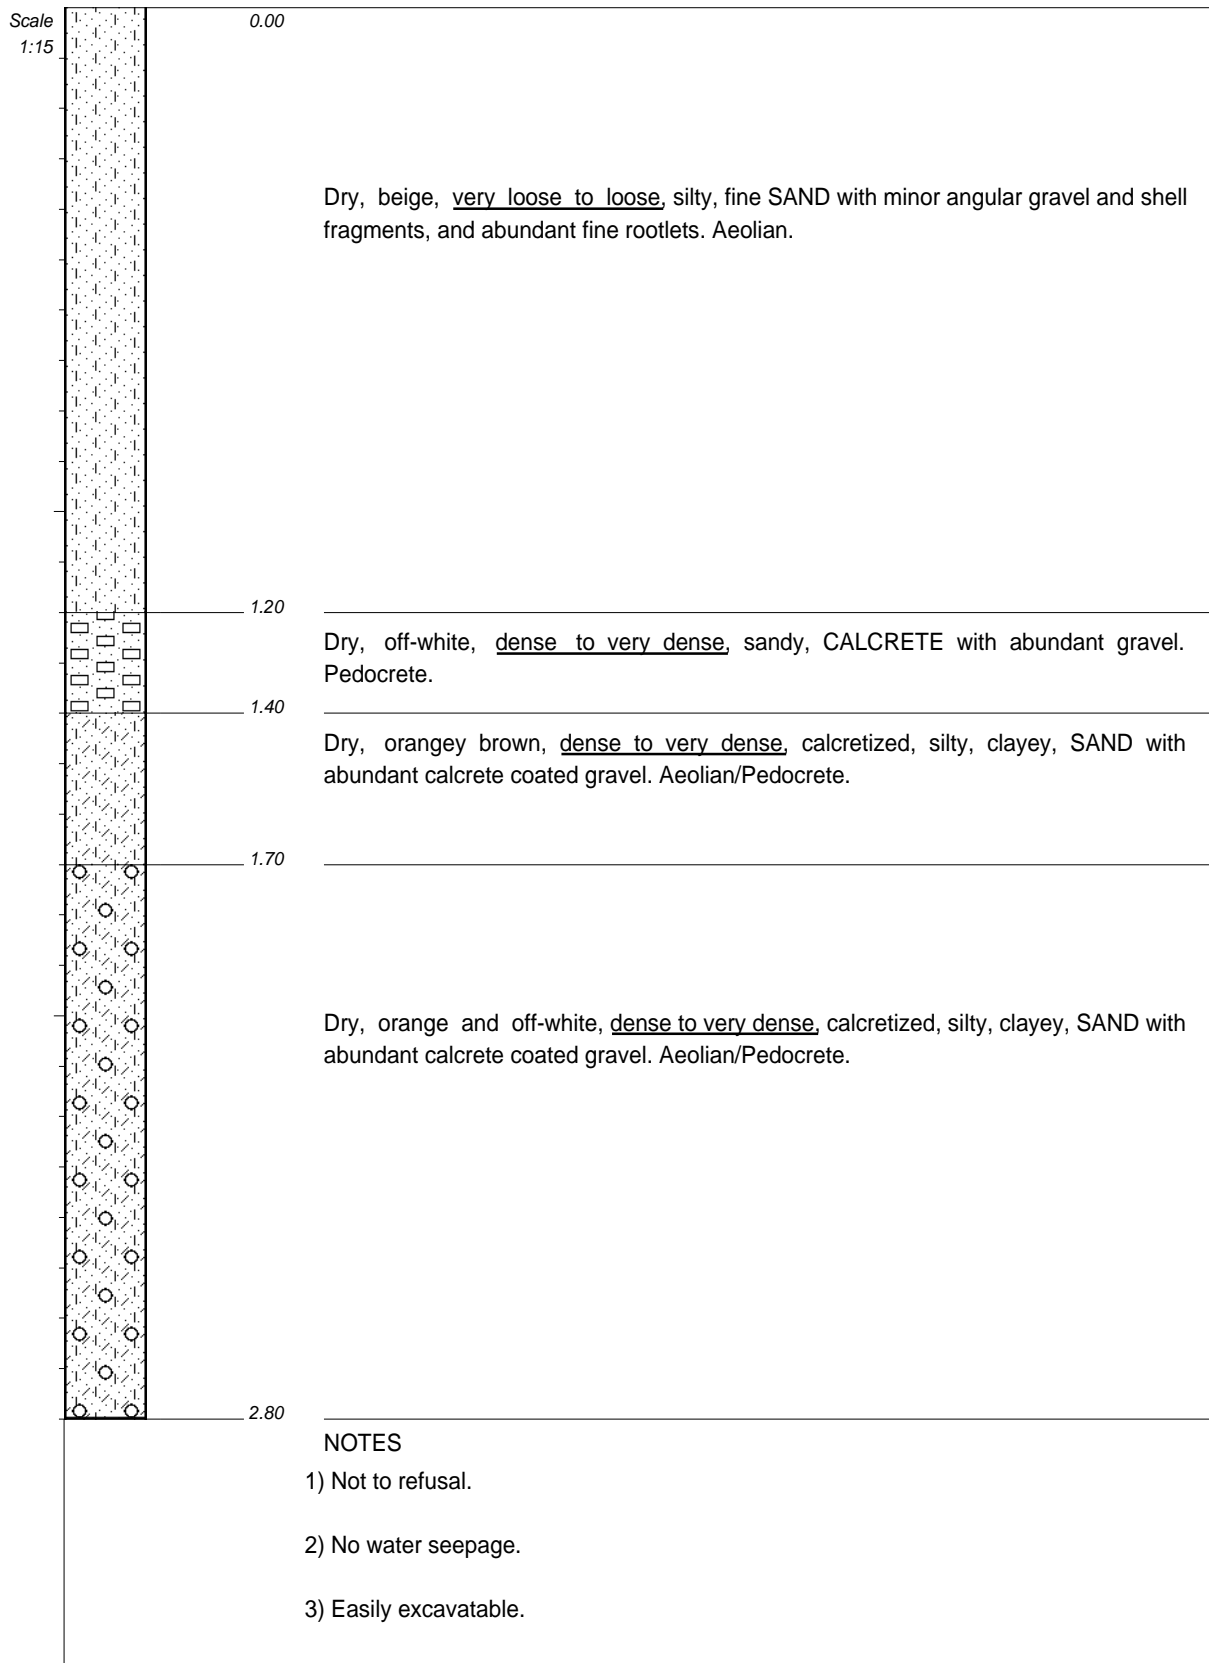 Scale
1:15
0.00
Dry, beige, very loose to loose, silty, fine SAND with minor angular gravel and shell
fragments, and abundant fine rootlets. Aeolian.
1.20
Dry, off-white, dense to very dense, sandy, CALCRETE with abundant gravel.
Pedocrete.
1.40
Dry, orangey brown, dense to very dense, calcretized, silty, clayey, SAND with
abundant calcrete coated gravel. Aeolian/Pedocrete.
1.70
Dry, orange and off-white, dense to very dense, calcretized, silty, clayey, SAND with
abundant calcrete coated gravel. Aeolian/Pedocrete.
2.80
NOTES
1) Not to refusal.
2) No water seepage.
3) Easily excavatable.